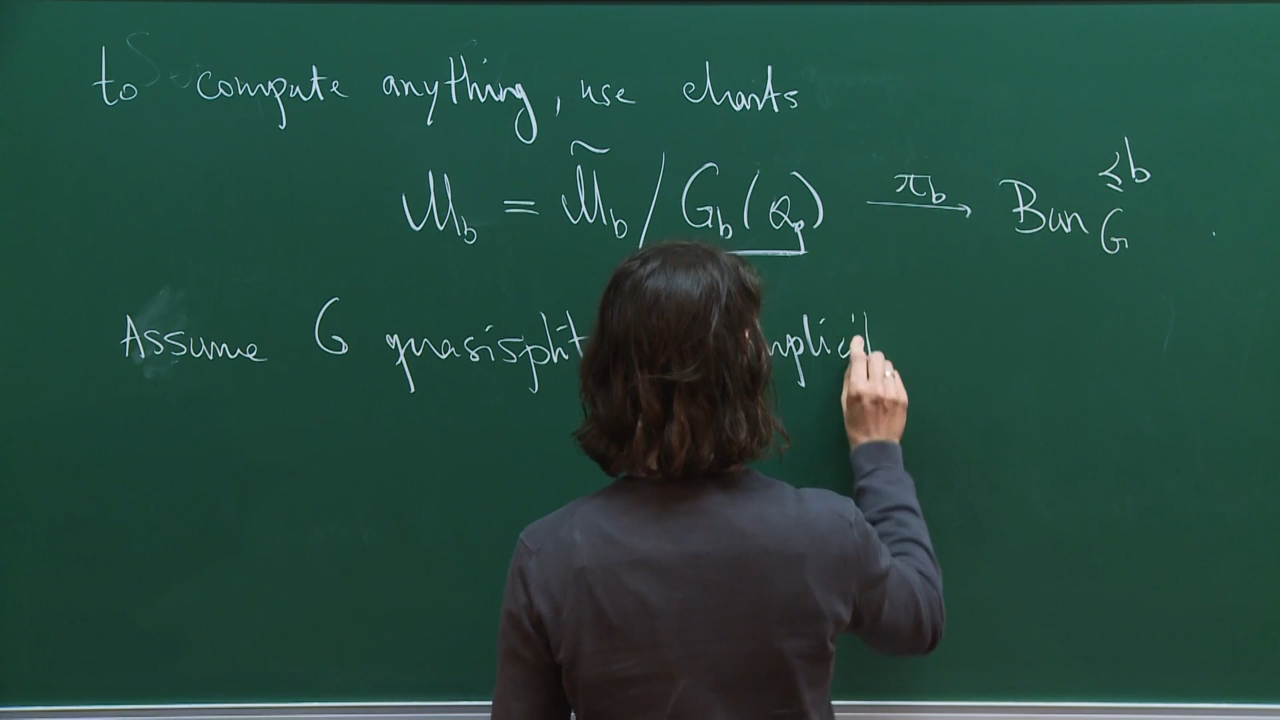 to compute anything, use charts
𝓜_b = 𝓜̃_b / G_b(ℚ_p) —π_b→ Bun_G^{≤b}
Assume G quasisplit